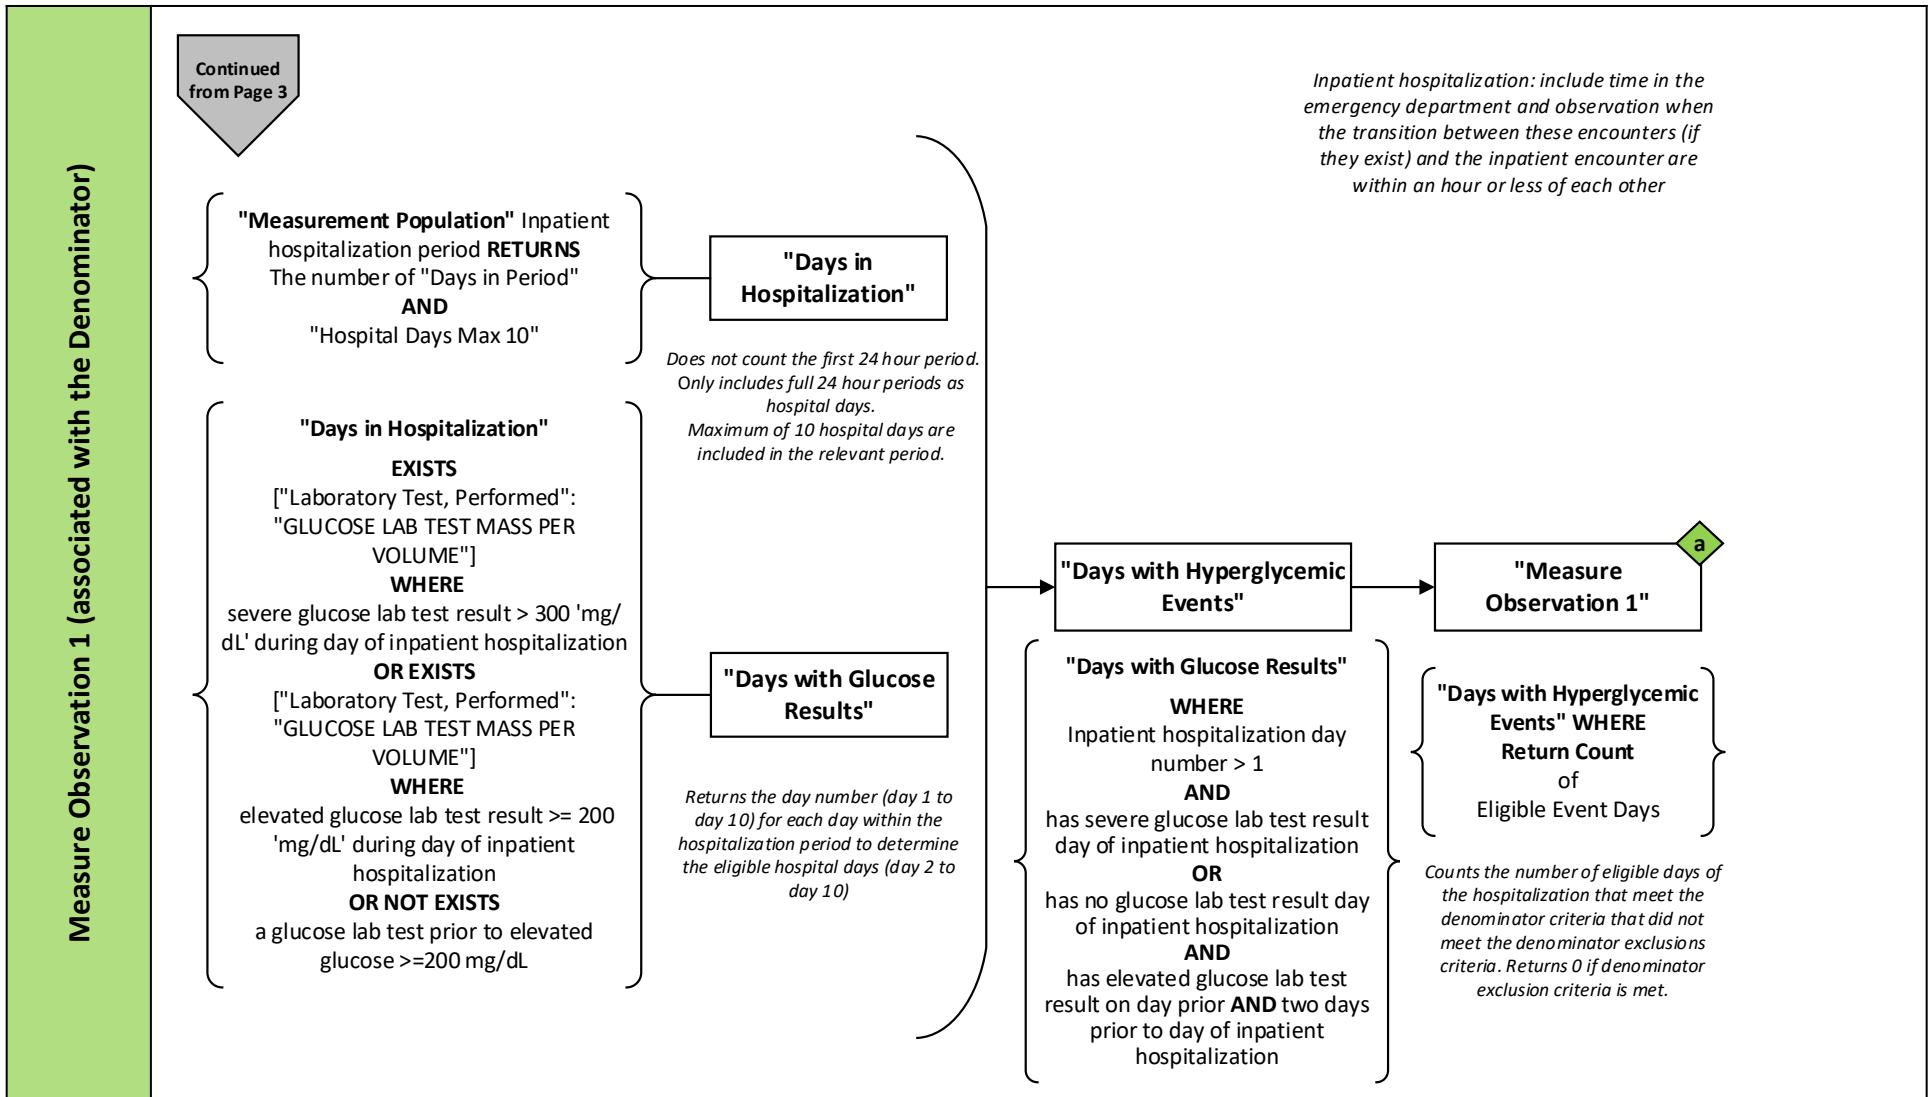 Measure Observation 1 (associated with the Denominator)
Continued
from Page 3
Inpatient hospitalization: include time in the
emergency department and observation when
the transition between these encounters (if
they exist) and the inpatient encounter are
within an hour or less of each other
"Measurement Population" Inpatient
hospitalization period RETURNS
The number of "Days in Period"
AND
"Hospital Days Max 10"
"Days in
Hospitalization"
Does not count the first 24 hour period.
Only includes full 24 hour periods as
hospital days.
Maximum of 10 hospital days are
included in the relevant period.
"Days in Hospitalization"
EXISTS
["Laboratory Test, Performed":
"GLUCOSE LAB TEST MASS PER
VOLUME"]
WHERE
severe glucose lab test result > 300 'mg/
dL' during day of inpatient hospitalization
OR EXISTS
["Laboratory Test, Performed":
"GLUCOSE LAB TEST MASS PER
VOLUME"]
WHERE
elevated glucose lab test result >= 200
'mg/dL' during day of inpatient
hospitalization
OR NOT EXISTS
a glucose lab test prior to elevated
glucose >=200 mg/dL
"Days with Glucose
Results"
Returns the day number (day 1 to
day 10) for each day within the
hospitalization period to determine
the eligible hospital days (day 2 to
day 10)
"Days with Hyperglycemic
Events"
"Days with Glucose Results"
WHERE
Inpatient hospitalization day
number > 1
AND
has severe glucose lab test result
day of inpatient hospitalization
OR
has no glucose lab test result day
of inpatient hospitalization
AND
has elevated glucose lab test
result on day prior AND two days
prior to day of inpatient
hospitalization
a
"Measure
Observation 1"
"Days with Hyperglycemic
Events" WHERE
Return Count
of
Eligible Event Days
Counts the number of eligible days of
the hospitalization that meet the
denominator criteria that did not
meet the denominator exclusions
criteria. Returns 0 if denominator
exclusion criteria is met.